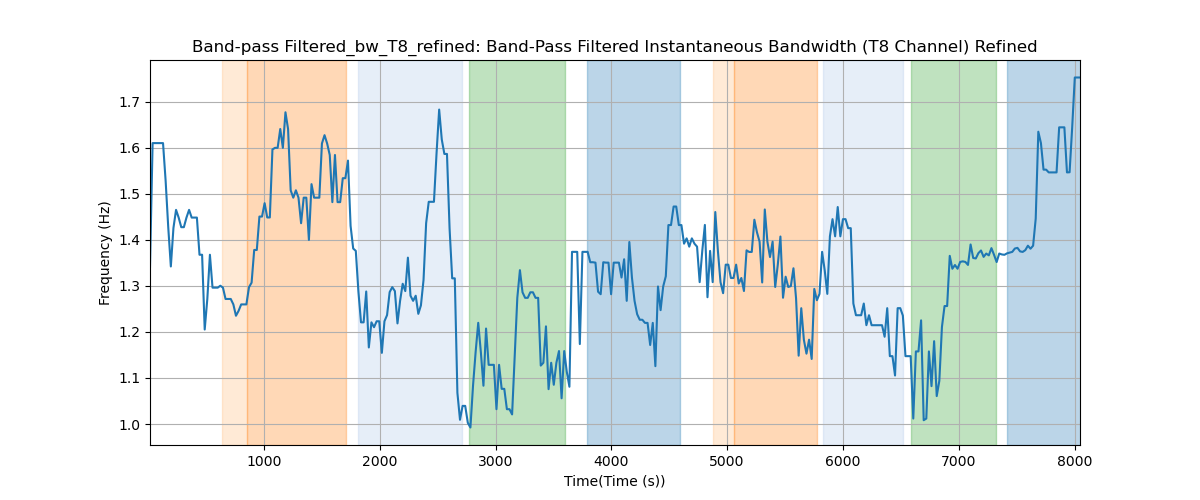 Band-pass Filtered_bw_T8_refined: Band-Pass Filtered Instantaneous Bandwidth (T8 Channel) Refined
Frequency (Hz)
1.7
1.6
1.5
1.4
1.3
1.2
1.1
1.0
1000 2000 3000 4000 5000 6000 7000 8000
Time(Time (s))